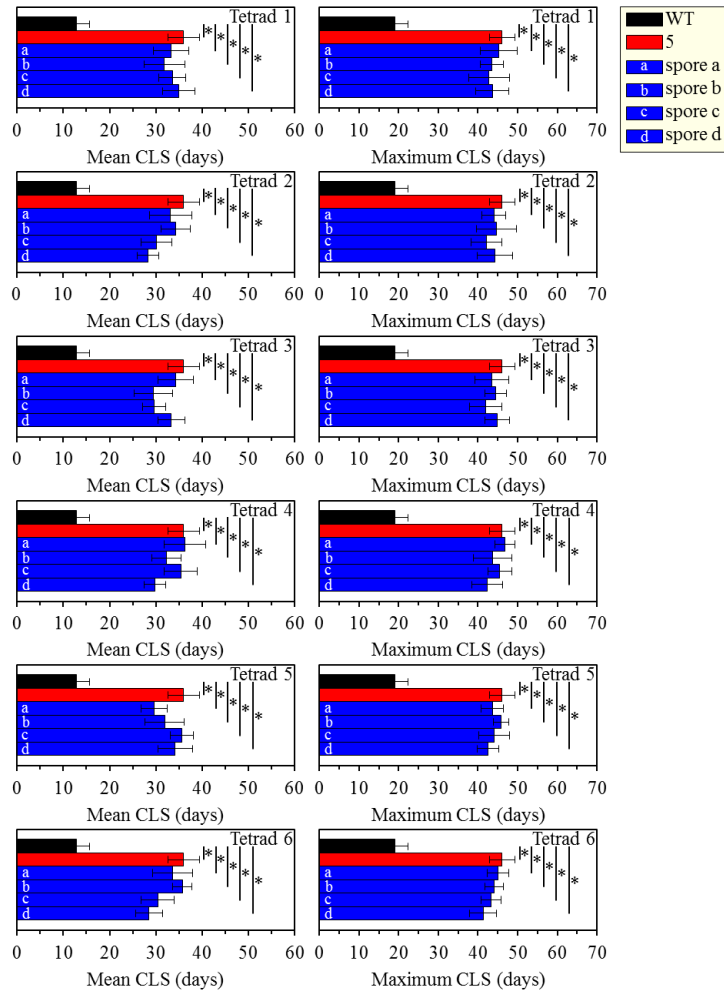 Tetrad 1
*
*
*
*
*
a
b
c
d
0 10 20 30 40 50 60
Mean CLS (days)
Tetrad 1
*
*
*
*
*
0 10 20 30 40 50 60 70
Maximum CLS (days)
WT
5
a spore a
b spore b
c spore c
d spore d
Tetrad 2
*
*
*
*
*
a
b
c
d
0 10 20 30 40 50 60
Mean CLS (days)
Tetrad 2
*
*
*
*
*
0 10 20 30 40 50 60 70
Maximum CLS (days)
Tetrad 3
*
*
*
*
*
a
b
c
d
0 10 20 30 40 50 60
Mean CLS (days)
Tetrad 3
*
*
*
*
*
0 10 20 30 40 50 60 70
Maximum CLS (days)
Tetrad 4
*
*
*
*
*
a
b
c
d
0 10 20 30 40 50 60
Mean CLS (days)
Tetrad 4
*
*
*
*
*
0 10 20 30 40 50 60 70
Maximum CLS (days)
Tetrad 5
*
*
*
*
*
a
b
c
d
0 10 20 30 40 50 60
Mean CLS (days)
Tetrad 5
*
*
*
*
*
0 10 20 30 40 50 60 70
Maximum CLS (days)
Tetrad 6
*
*
*
*
*
a
b
c
d
0 10 20 30 40 50 60
Mean CLS (days)
Tetrad 6
*
*
*
*
*
0 10 20 30 40 50 60 70
Maximum CLS (days)